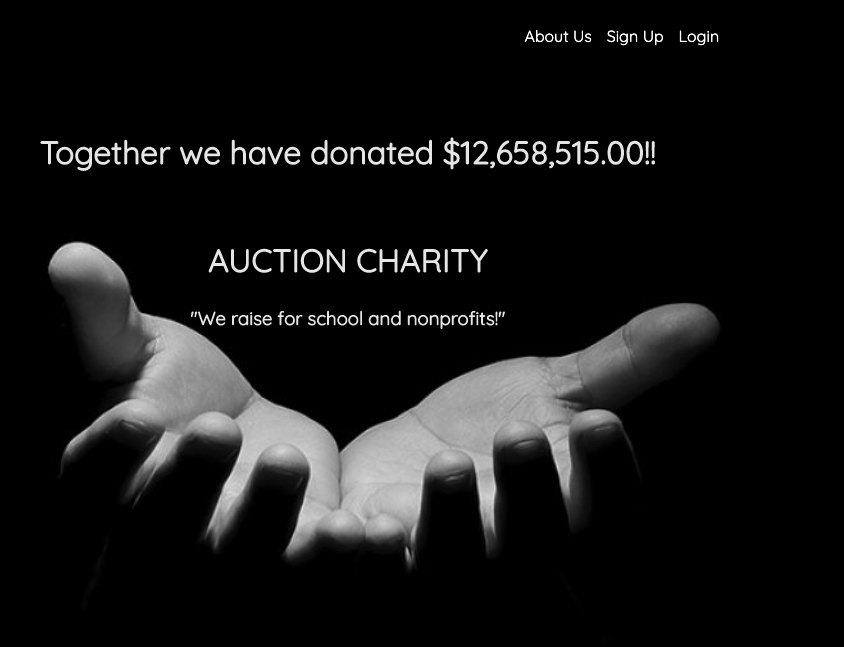 About Us Sign Up Login
Together we have donated $12,658,515.00!!
AUCTION CHARITY
"We raise for school and nonprofits!"